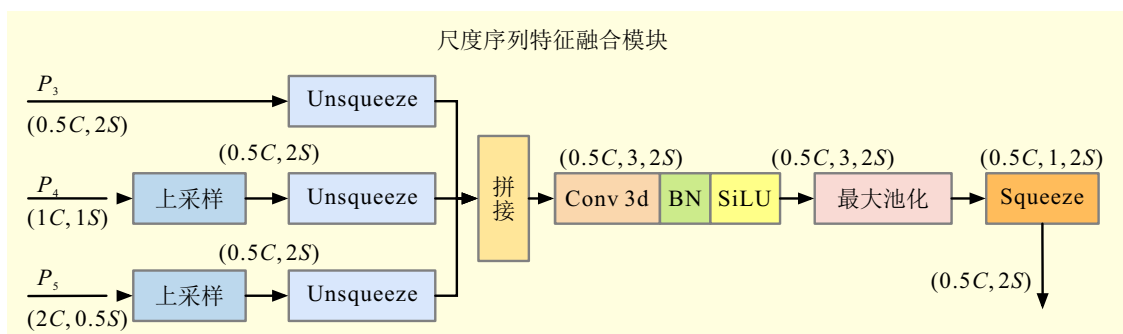 尺度序列特征融合模块
P₃
(0.5C, 2S)
Unsqueeze
P₄
(1C, 1S)
上采样
(0.5C, 2S)
Unsqueeze
P₅
(2C, 0.5S)
上采样
(0.5C, 2S)
Unsqueeze
拼接
(0.5C, 3, 2S)
Conv 3d BN SiLU
(0.5C, 3, 2S)
最大池化
(0.5C, 1, 2S)
Squeeze
(0.5C, 2S)